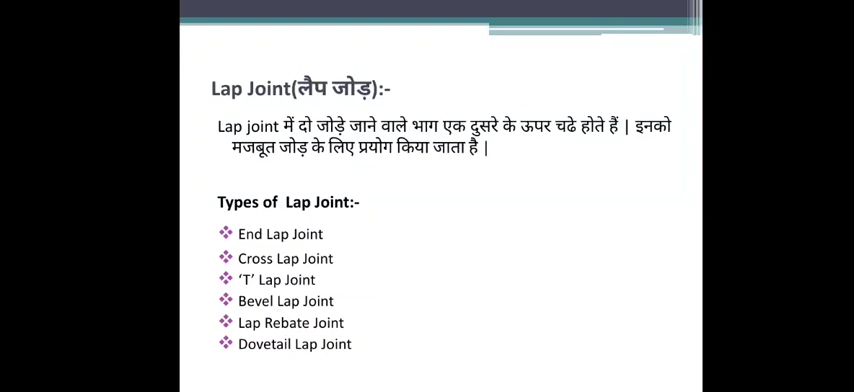 Lap Joint(लैप जोड़):-
Lap joint में दो जोड़े जाने वाले भाग एक दुसरे के ऊपर चढे होते हैं | इनको
मजबूत जोड़ के लिए प्रयोग किया जाता है |
Types of Lap Joint:-
❖ End Lap Joint
❖ Cross Lap Joint
❖ ‘T’ Lap Joint
❖ Bevel Lap Joint
❖ Lap Rebate Joint
❖ Dovetail Lap Joint